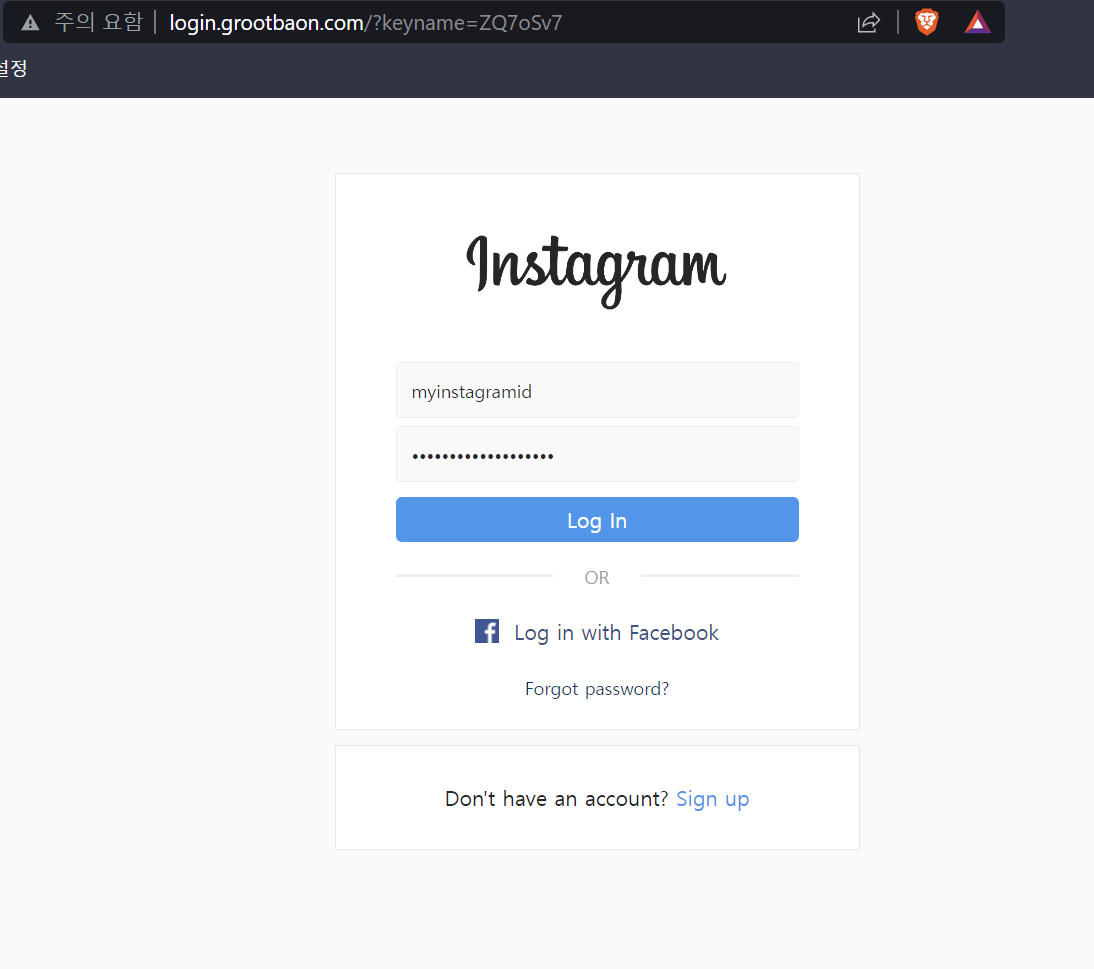 주의 요함 | login.grootbaon.com/?keyname=ZQ7oSv7
설정
Instagram
myinstagramid
•••••••••••••••••••
Log In
OR
Log in with Facebook
Forgot password?
Don't have an account? Sign up